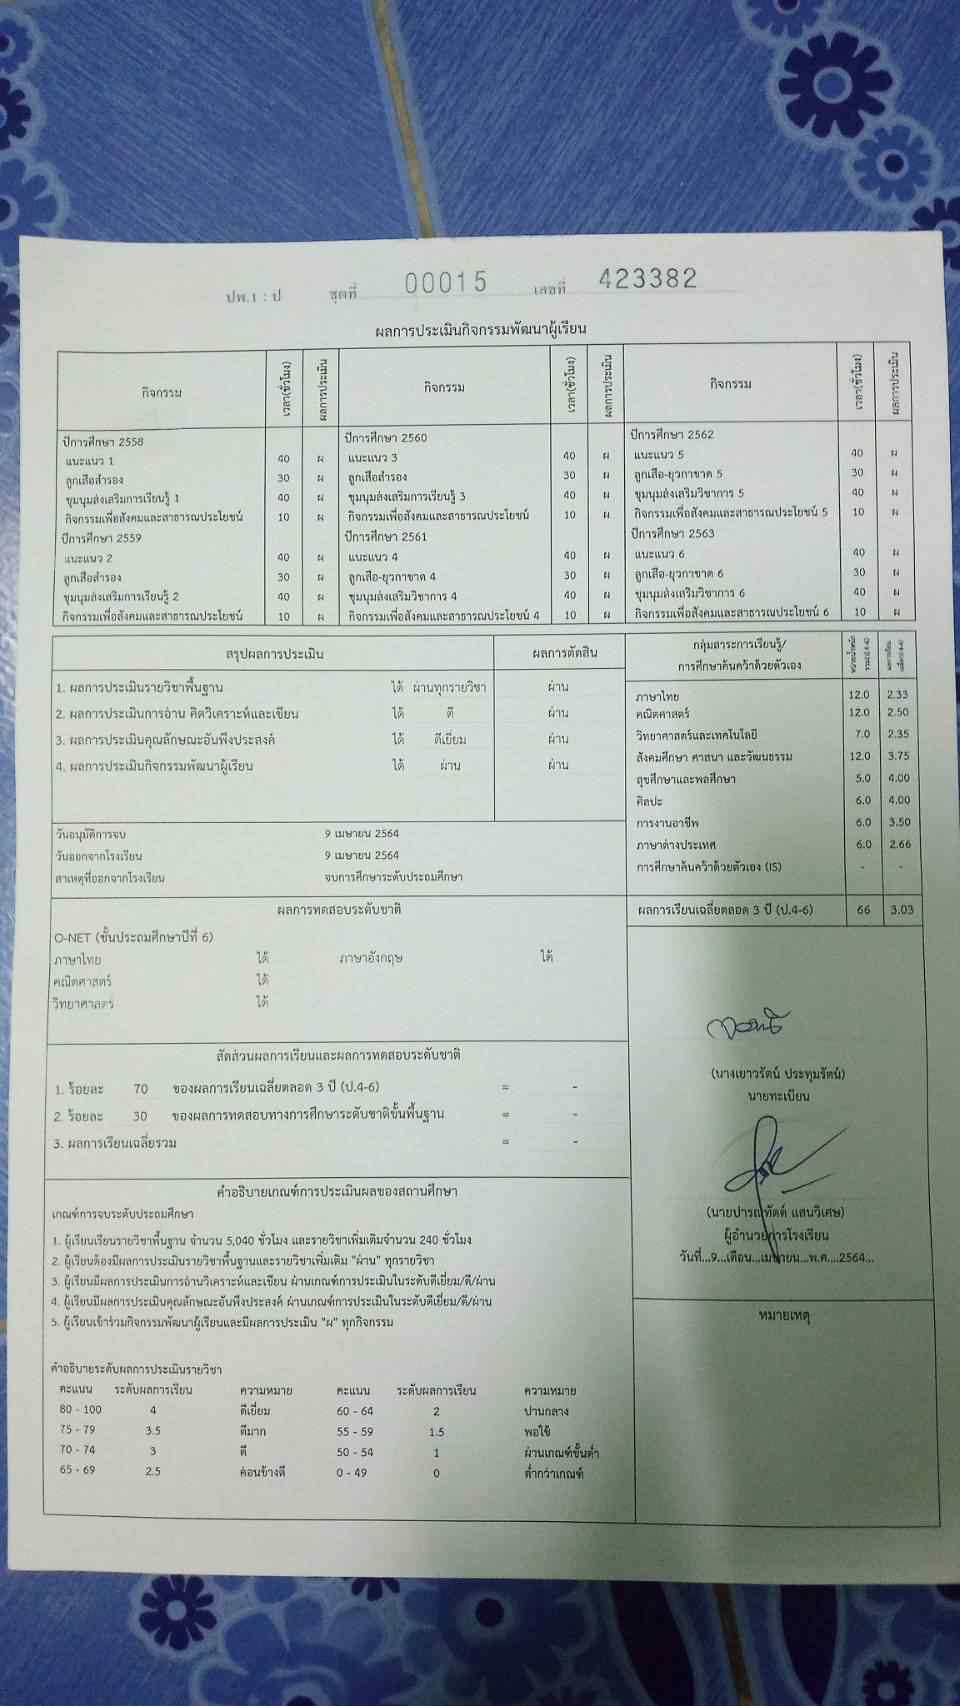 ปพ.1 : ป ชุดที่ 00015 เลขที่ 423382
ผลการประเมินกิจกรรมพัฒนาผู้เรียน
กิจกรรม เวลา(ชั่วโมง) ผลการประเมิน กิจกรรม เวลา(ชั่วโมง) ผลการประเมิน กิจกรรม เวลา(ชั่วโมง) ผลการประเมิน
ปีการศึกษา 2558 ปีการศึกษา 2560 ปีการศึกษา 2562
แนะแนว 1 40 ผ แนะแนว 3 40 ผ แนะแนว 5 40 ผ
ลูกเสือสำรอง 30 ผ ลูกเสือสำรอง 30 ผ ลูกเสือ-ยุวกาชาด 5 30 ผ
ชุมนุมส่งเสริมการเรียนรู้ 1 40 ผ ชุมนุมส่งเสริมการเรียนรู้ 3 40 ผ ชุมนุมส่งเสริมวิชาการ 5 40 ผ
กิจกรรมเพื่อสังคมและสาธารณประโยชน์ 10 ผ กิจกรรมเพื่อสังคมและสาธารณประโยชน์ 10 ผ กิจกรรมเพื่อสังคมและสาธารณประโยชน์ 5 10 ผ
ปีการศึกษา 2559 ปีการศึกษา 2561 ปีการศึกษา 2563
แนะแนว 2 40 ผ แนะแนว 4 40 ผ แนะแนว 6 40 ผ
ลูกเสือสำรอง 30 ผ ลูกเสือ-ยุวกาชาด 4 30 ผ ลูกเสือ-ยุวกาชาด 6 30 ผ
ชุมนุมส่งเสริมการเรียนรู้ 2 40 ผ ชุมนุมส่งเสริมวิชาการ 4 40 ผ ชุมนุมส่งเสริมวิชาการ 6 40 ผ
กิจกรรมเพื่อสังคมและสาธารณประโยชน์ 10 ผ กิจกรรมเพื่อสังคมและสาธารณประโยชน์ 4 10 ผ กิจกรรมเพื่อสังคมและสาธารณประโยชน์ 6 10 ผ
สรุปผลการประเมิน ผลการตัดสิน
1. ผลการประเมินรายวิชาพื้นฐาน ได้ ผ่านทุกรายวิชา ผ่าน
2. ผลการประเมินการอ่าน คิดวิเคราะห์และเขียน ได้ ดี ผ่าน
3. ผลการประเมินคุณลักษณะอันพึงประสงค์ ได้ ดีเยี่ยม ผ่าน
4. ผลการประเมินกิจกรรมพัฒนาผู้เรียน ได้ ผ่าน ผ่าน
วันอนุมัติการจบ 9 เมษายน 2564
วันออกจากโรงเรียน 9 เมษายน 2564
สาเหตุที่ออกจากโรงเรียน จบการศึกษาระดับประถมศึกษา
กลุ่มสาระการเรียนรู้/
การศึกษาค้นคว้าด้วยตัวเอง
ภาษาไทย 12.0 2.33
คณิตศาสตร์ 12.0 2.50
วิทยาศาสตร์และเทคโนโลยี 7.0 2.35
สังคมศึกษา ศาสนา และวัฒนธรรม 12.0 3.75
สุขศึกษาและพลศึกษา 5.0 4.00
ศิลปะ 6.0 4.00
การงานอาชีพ 6.0 3.50
ภาษาต่างประเทศ 6.0 2.66
การศึกษาค้นคว้าด้วยตัวเอง (IS) - -
ผลการเรียนเฉลี่ยตลอด 3 ปี (ป.4-6) 66 3.03
ผลการทดสอบระดับชาติ
O-NET (ชั้นประถมศึกษาปีที่ 6)
ภาษาไทย ได้ ภาษาอังกฤษ ได้
คณิตศาสตร์ ได้
วิทยาศาสตร์ ได้
สัดส่วนผลการเรียนและผลการทดสอบระดับชาติ
1. ร้อยละ 70 ของผลการเรียนเฉลี่ยตลอด 3 ปี (ป.4-6) = -
2. ร้อยละ 30 ของผลการทดสอบทางการศึกษาระดับชาติขั้นพื้นฐาน = -
3. ผลการเรียนเฉลี่ยรวม = -
(นางเยาวรัตน์ ประทุมรัตน์)
นายทะเบียน
(นายปารณทัตต์ แสนวิเศษ)
ผู้อำนวยการโรงเรียน
วันที่...9...เดือน...เมษายน...พ.ศ....2564...
หมายเหตุ
คำอธิบายเกณฑ์การประเมินผลของสถานศึกษา
เกณฑ์การจบระดับประถมศึกษา
1. ผู้เรียนเรียนรายวิชาพื้นฐาน จำนวน 5,040 ชั่วโมง และรายวิชาเพิ่มเติมจำนวน 240 ชั่วโมง
2. ผู้เรียนต้องมีผลการประเมินรายวิชาพื้นฐานและรายวิชาเพิ่มเติม "ผ่าน" ทุกรายวิชา
3. ผู้เรียนมีผลการประเมินการอ่านวิเคราะห์และเขียน ผ่านเกณฑ์การประเมินในระดับดีเยี่ยม/ดี/ผ่าน
4. ผู้เรียนมีผลการประเมินคุณลักษณะอันพึงประสงค์ ผ่านเกณฑ์การประเมินในระดับดีเยี่ยม/ดี/ผ่าน
5. ผู้เรียนเข้าร่วมกิจกรรมพัฒนาผู้เรียนและมีผลการประเมิน "ผ" ทุกกิจกรรม
คำอธิบายระดับผลการประเมินรายวิชา
คะแนน ระดับผลการเรียน ความหมาย คะแนน ระดับผลการเรียน ความหมาย
80 - 100 4 ดีเยี่ยม 60 - 64 2 ปานกลาง
75 - 79 3.5 ดีมาก 55 - 59 1.5 พอใช้
70 - 74 3 ดี 50 - 54 1 ผ่านเกณฑ์ขั้นต่ำ
65 - 69 2.5 ค่อนข้างดี 0 - 49 0 ต่ำกว่าเกณฑ์